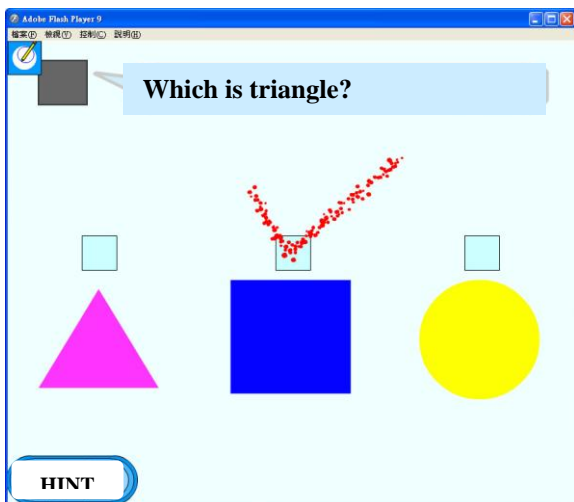 Adobe Flash Player 9
檔案(F) 檢視(V) 控制(C) 說明(H)
Which is triangle?
HINT